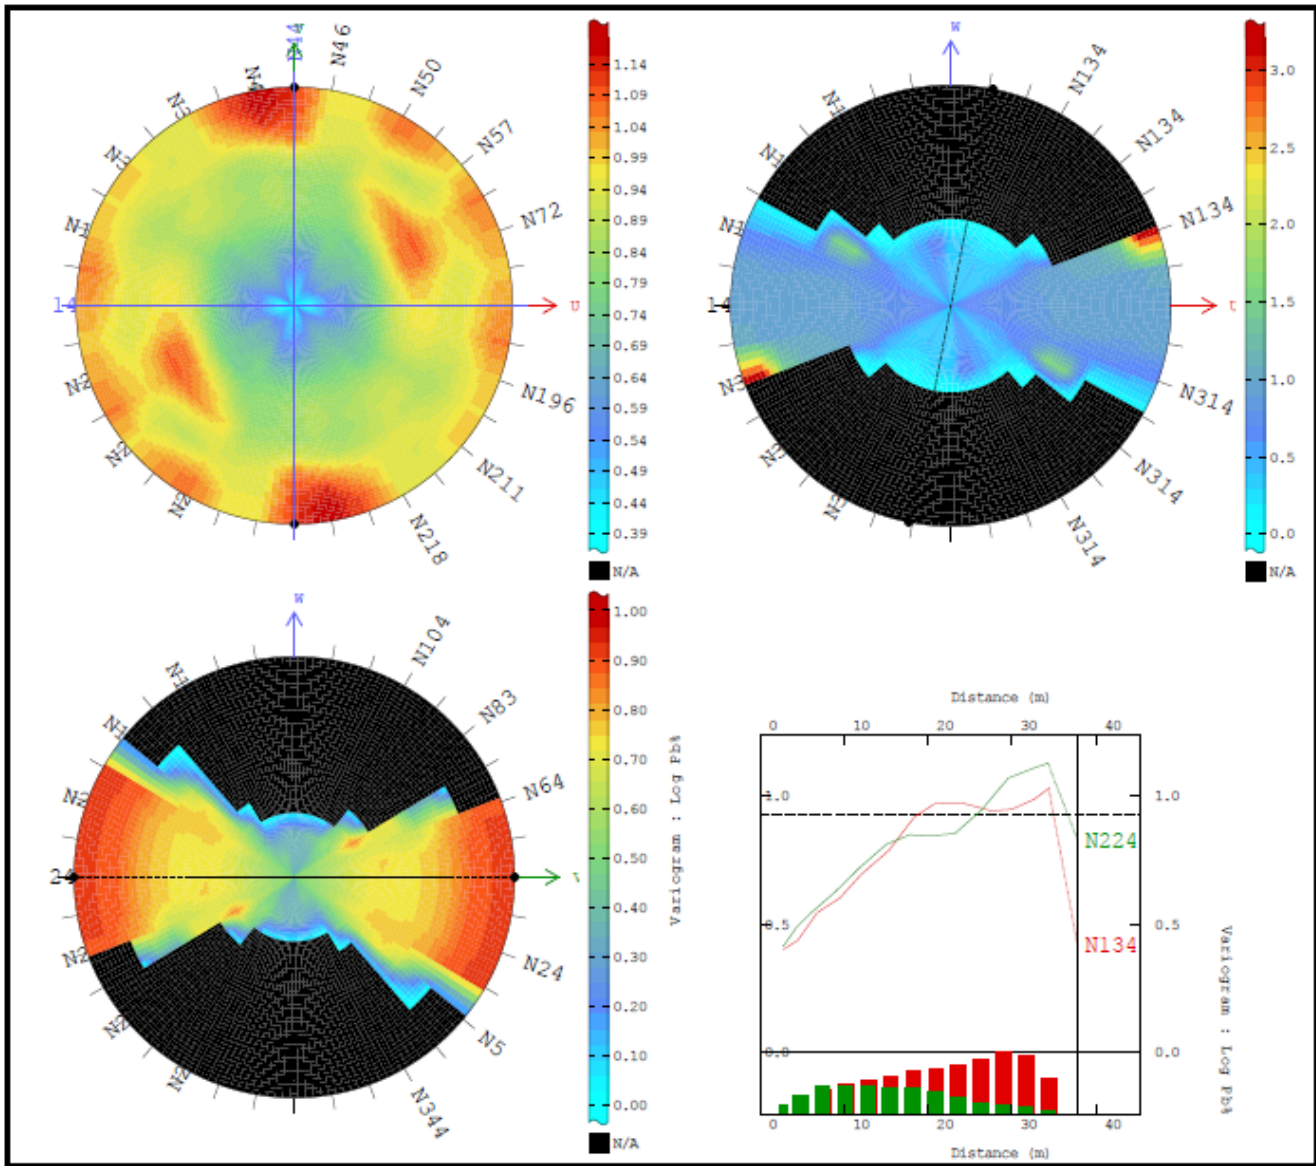 N46
N50
N57
N72
U
N196
N211
N218
1.14
1.09
1.04
0.99
0.94
0.89
0.84
0.79
0.74
0.69
0.64
0.59
0.54
0.49
0.44
0.39
N/A
W
N134
N134
N134
N314
N314
N314
3.0
2.5
2.0
1.5
1.0
0.5
0.0
N/A
W
N104
N83
N64
N24
N5
N344
1.00
0.90
0.80
0.70
0.60
0.50
0.40
0.30
0.20
0.10
0.00
N/A
Distance (m)
0 10 20 30 40
Variogram : Log Pb%
1.0 1.0
N224
0.5 0.5
N134
0.0 0.0
Variogram : Log Pb%
0 10 20 30 40
Distance (m)